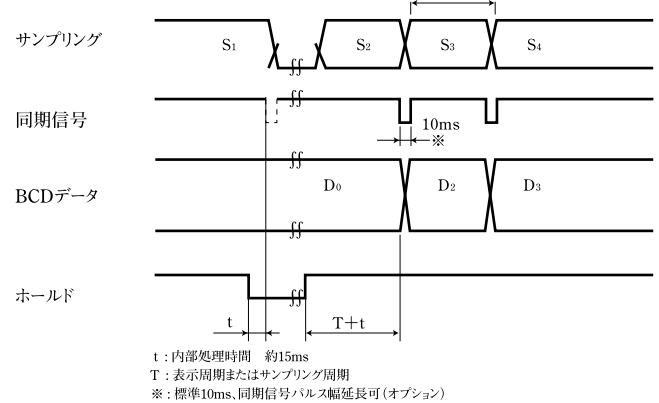 サンプリング
S1
S2
S3
S4
同期信号
10ms
※
BCDデータ
D0
D2
D3
ホールド
t
T+t
t：内部処理時間　約15ms
T：表示周期またはサンプリング周期
※：標準10ms、同期信号パルス幅延長可（オプション）